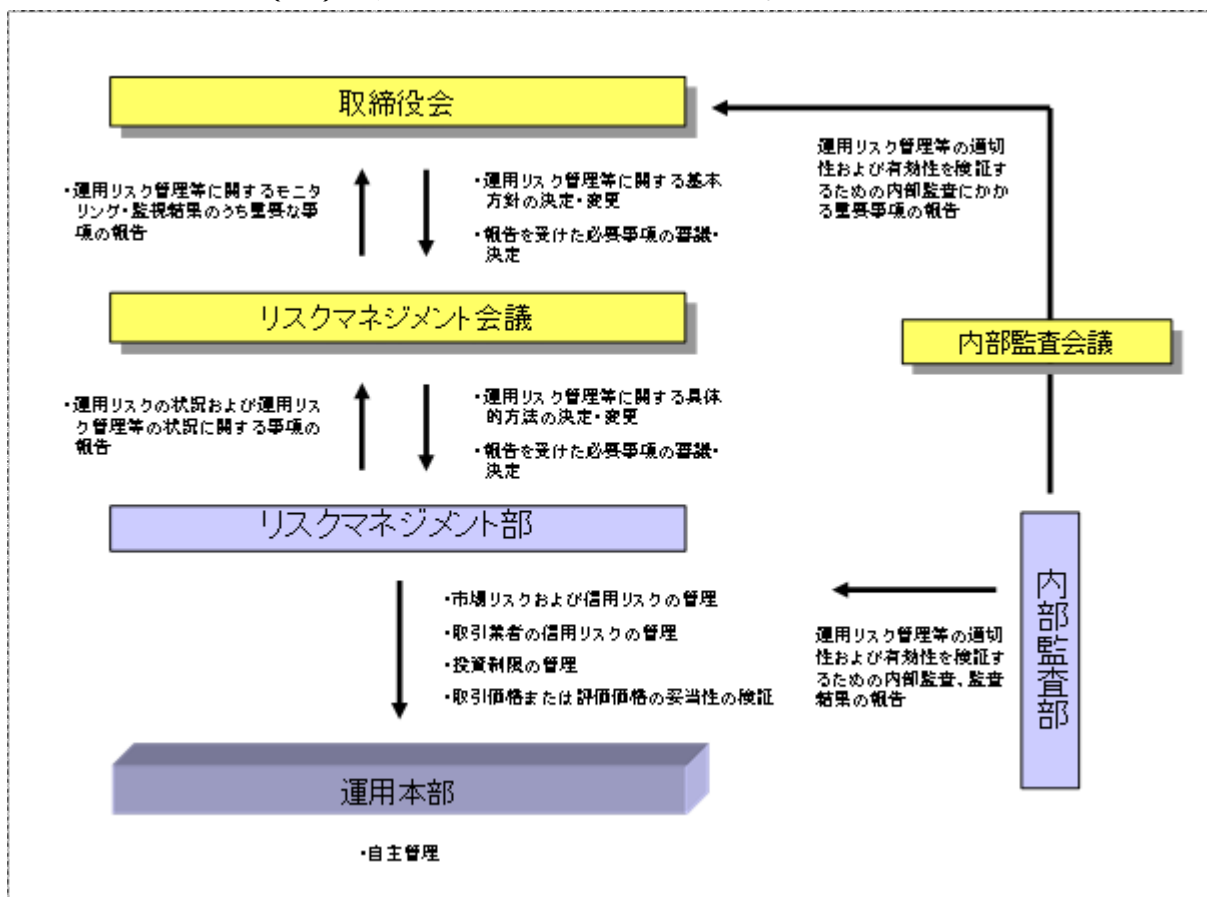 取締役会
・運用リスク管理等に関するモニ
タリング・監視結果のうち重要な事
項の報告
・運用リスク管理等に関する基本
方針の決定・変更
・報告を受けた必要事項の審議・
決定
運用リスク管理等の適切
性および有効性を検証す
るための内部監査にかか
る重要事項の報告
リスクマネジメント会議
内部監査会議
・運用リスクの状況および運用リス
ク管理等の状況に関する事項の
報告
・運用リスク管理等に関する具体
的方法の決定・変更
・報告を受けた必要事項の審議・
決定
リスクマネジメント部
・市場リスクおよび信用リスクの管理
・取引業者の信用リスクの管理
・投資制限の管理
・取引価格または評価価格の妥当性の検証
運用リスク管理等の適切
性および有効性を検証す
るための内部監査、監査
結果の報告
内部監査部
運用本部
・自主管理